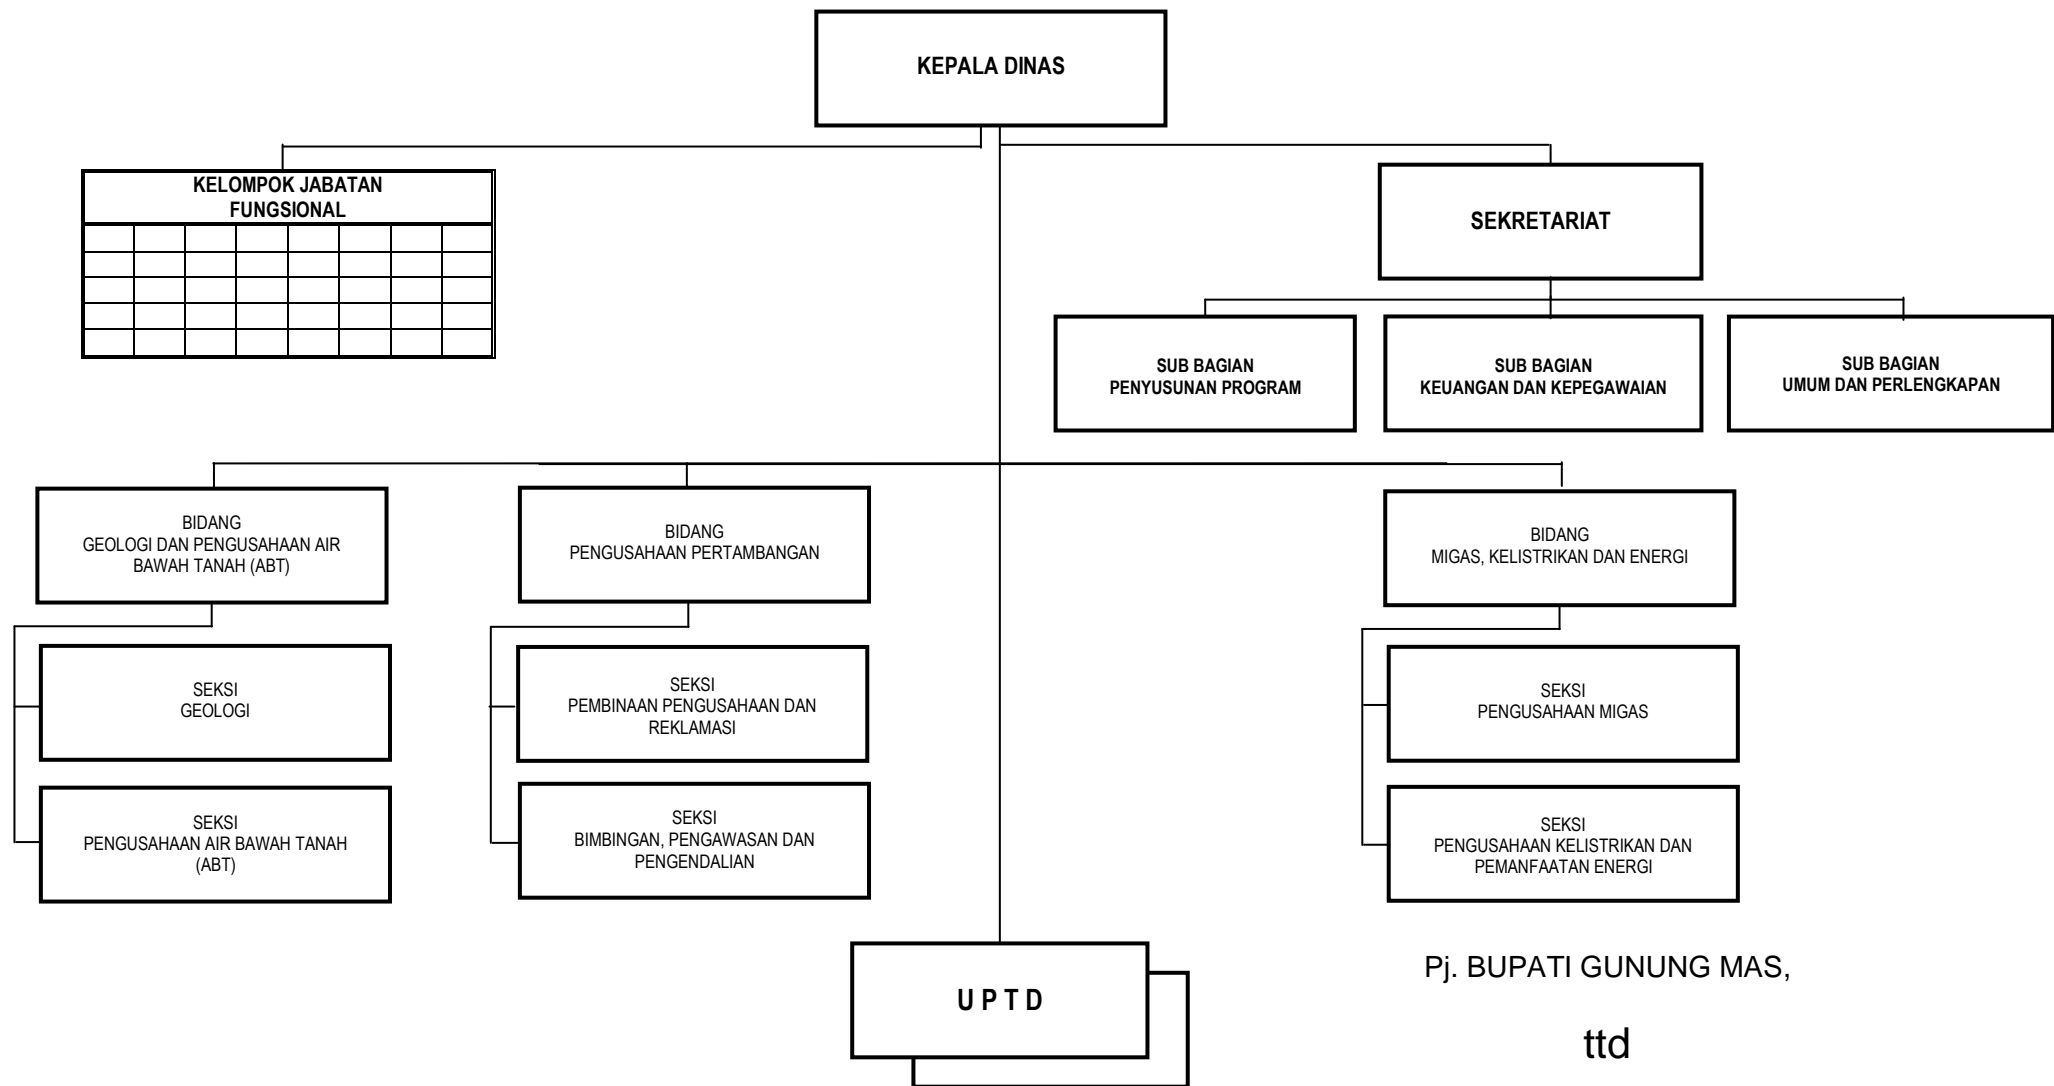 KEPALA DINAS
KELOMPOK JABATAN
FUNGSIONAL
SEKRETARIAT
SUB BAGIAN
PENYUSUNAN PROGRAM
SUB BAGIAN
KEUANGAN DAN KEPEGAWAIAN
SUB BAGIAN
UMUM DAN PERLENGKAPAN
BIDANG
GEOLOGI DAN PENGUSAHAAN AIR
BAWAH TANAH (ABT)
BIDANG
PENGUSAHAAN PERTAMBANGAN
BIDANG
MIGAS, KELISTRIKAN DAN ENERGI
SEKSI
GEOLOGI
SEKSI
PEMBINAAN PENGUSAHAAN DAN
REKLAMASI
SEKSI
PENGUSAHAAN MIGAS
SEKSI
PENGUSAHAAN AIR BAWAH TANAH
(ABT)
SEKSI
BIMBINGAN, PENGAWASAN DAN
PENGENDALIAN
SEKSI
PENGUSAHAAN KELISTRIKAN DAN
PEMANFAATAN ENERGI
U P T D
Pj. BUPATI GUNUNG MAS,
ttd